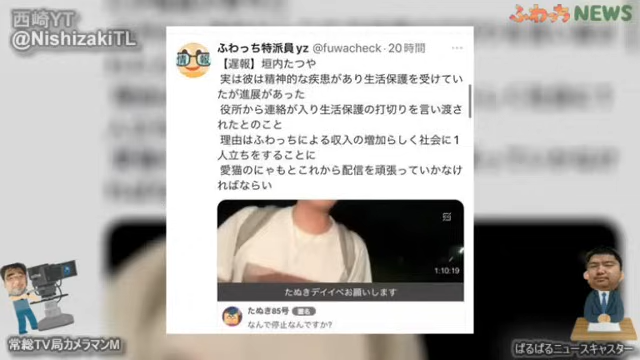 西崎YT
@NishizakiTL
ふわっちNEWS
ふわっち特派員yz @fuwacheck・20時間
情報
【遅報】垣内たつや
実は彼は精神的な疾患があり生活保護を受けてい
たが進展があった
役所から連絡が入り生活保護の打切りを言い渡
されたとのこと
理由はふわっちによる収入の増加らしく社会に1
人立ちをすることに
愛猫のにゃもとこれから配信を頑張っていかなけ
ればならい
1:10:19
たぬきデイイベお願いします
たぬき85号 匿名
なんで停止なんですか?
常総TV局カメラマンM
ぱるぱるニュースキャスター